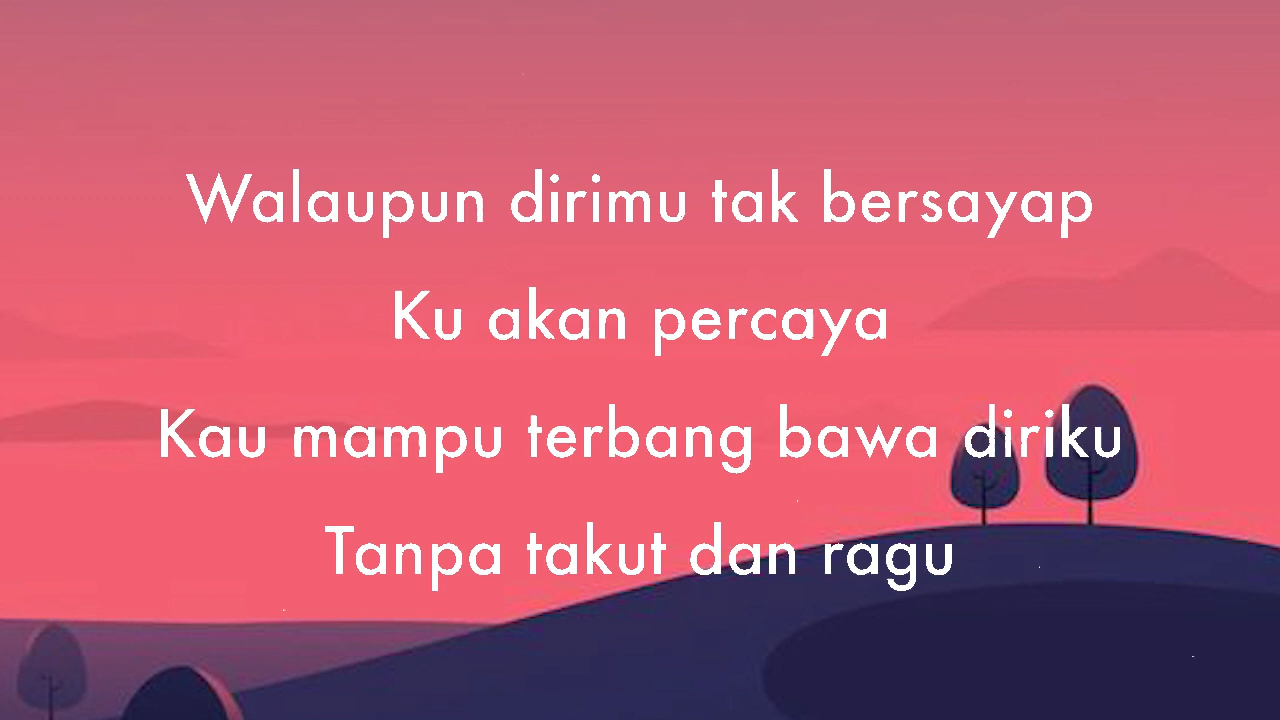 Walaupun dirimu tak bersayap
Ku akan percaya
Kau mampu terbang bawa diriku
Tanpa takut dan ragu